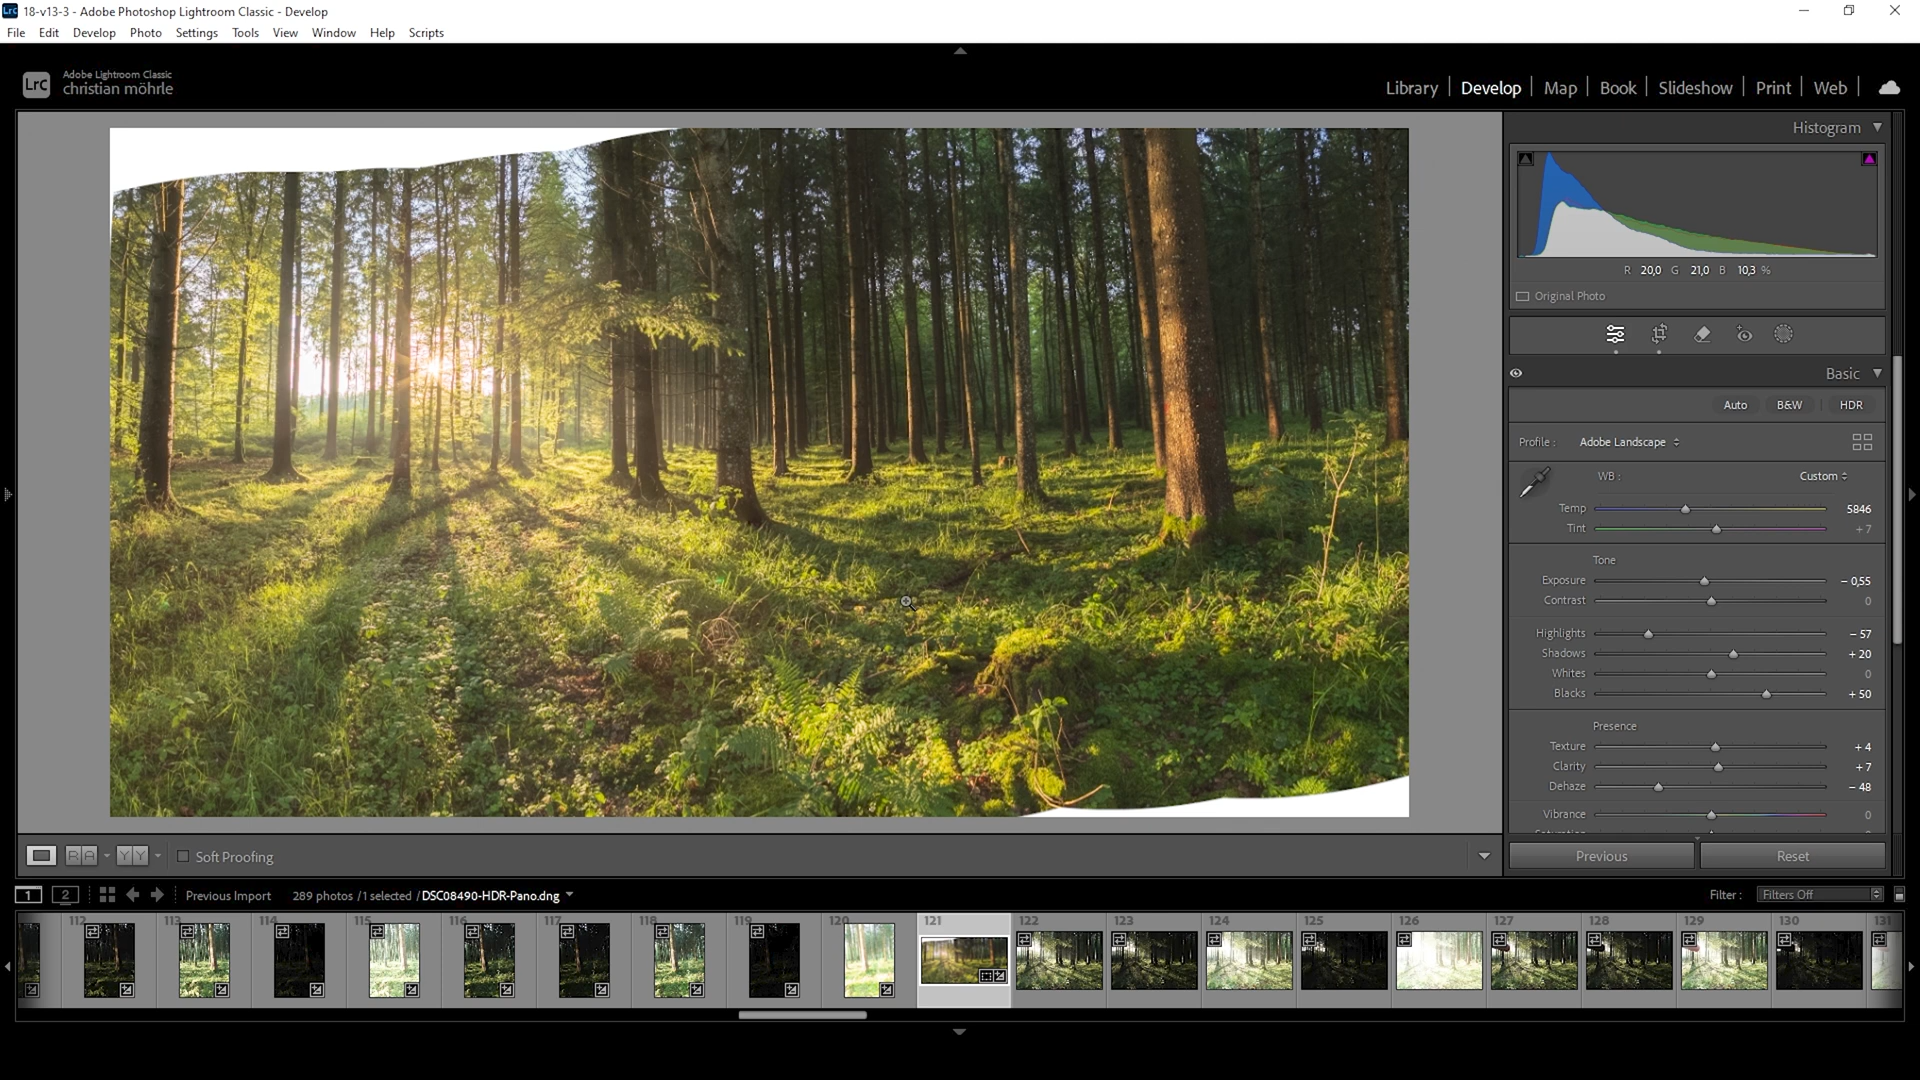 18-v13-3 - Adobe Photoshop Lightroom Classic - Develop
File Edit Develop Photo Settings Tools View Window Help Scripts
LrC
Adobe Lightroom Classic
christian möhrle
Library | Develop | Map | Book | Slideshow | Print | Web |
Histogram
R 20,0 G 21,0 B 10,3 %
Original Photo
Basic
Auto B&W | HDR
Profile : Adobe Landscape
WB : Custom
Temp 5846
Tint + 7
Tone
Exposure – 0,55
Contrast 0
Highlights – 57
Shadows + 20
Whites 0
Blacks + 50
Presence
Texture + 4
Clarity + 7
Dehaze – 48
Vibrance 0
Previous Reset
R A Y Y Soft Proofing
1 2 Previous Import 289 photos / 1 selected / DSC08490-HDR-Pano.dng Filter : Filters Off
112 113 114 115 116 117 118 119 120 121 122 123 124 125 126 127 128 129 130 131